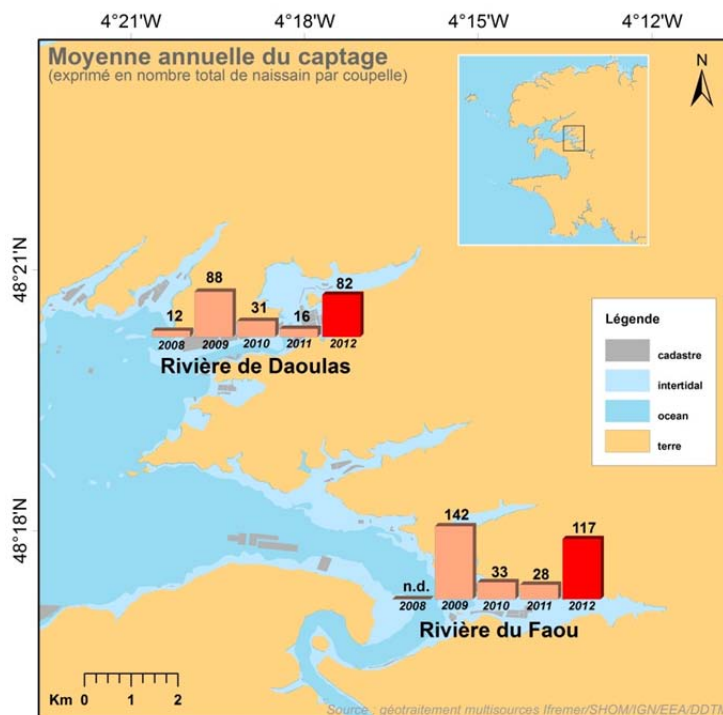 4°21'W 4°18'W 4°15'W 4°12'W
Moyenne annuelle du captage
(exprimé en nombre total de naissain par coupelle)
N
48°21'N
12 88 31 16 82
2008 2009 2010 2011 2012
Rivière de Daoulas
Légende
cadastre
intertidal
ocean
terre
48°18'N
n.d. 142 33 28 117
2008 2009 2010 2011 2012
Rivière du Faou
Km 0 1 2
Source : géotraitement multisources Ifremer/SHOM/IGN/EEA/DDTM